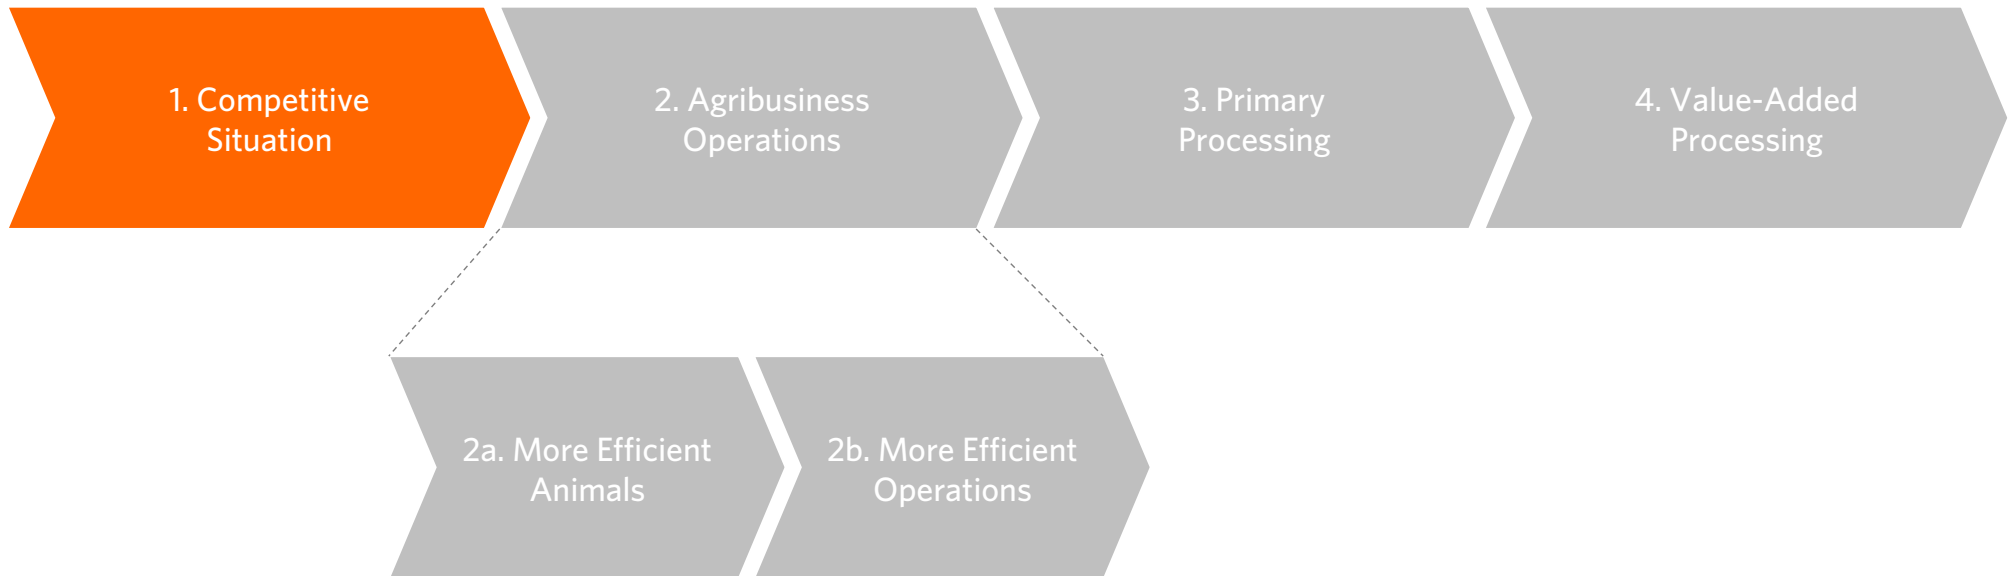 1. Competitive
Situation
2. Agribusiness
Operations
3. Primary
Processing
4. Value-Added
Processing
2a. More Efficient
Animals
2b. More Efficient
Operations